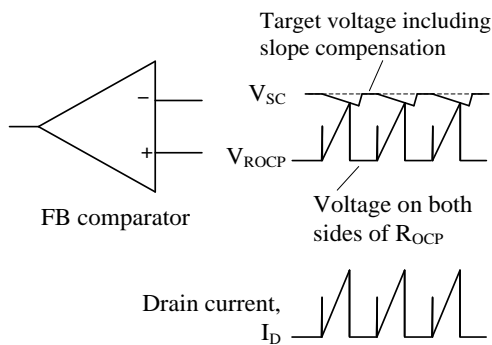 Target voltage including
slope compensation
V_SC
−
+
V_ROCP
FB comparator
Voltage on both
sides of R_OCP
Drain current,
I_D